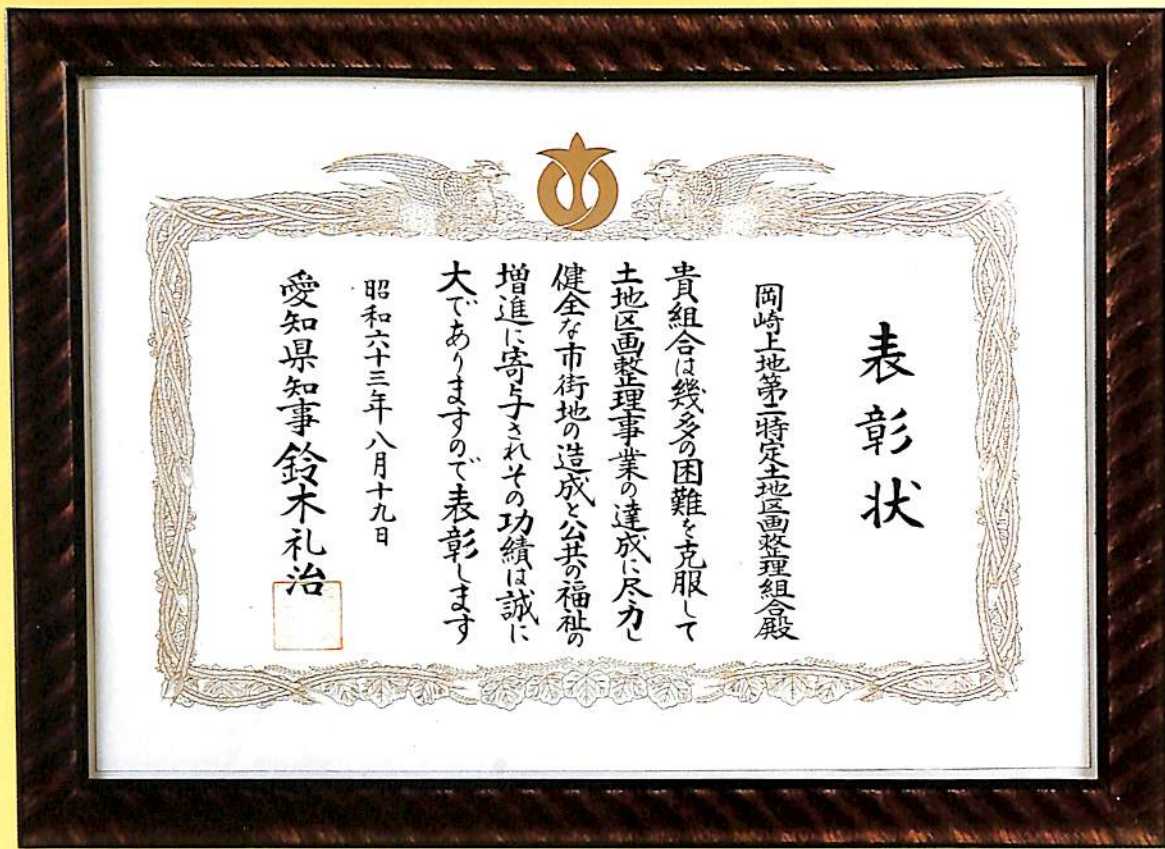 表彰状
岡崎上地第二特定土地区画整理組合殿
貴組合は幾多の困難を克服して
土地区画整理事業の達成に尽力し
健全な市街地の造成と公共の福祉の
増進に寄与されその功績は誠に
大でありますので表彰します
昭和六十三年八月十九日
愛知県知事鈴木礼治